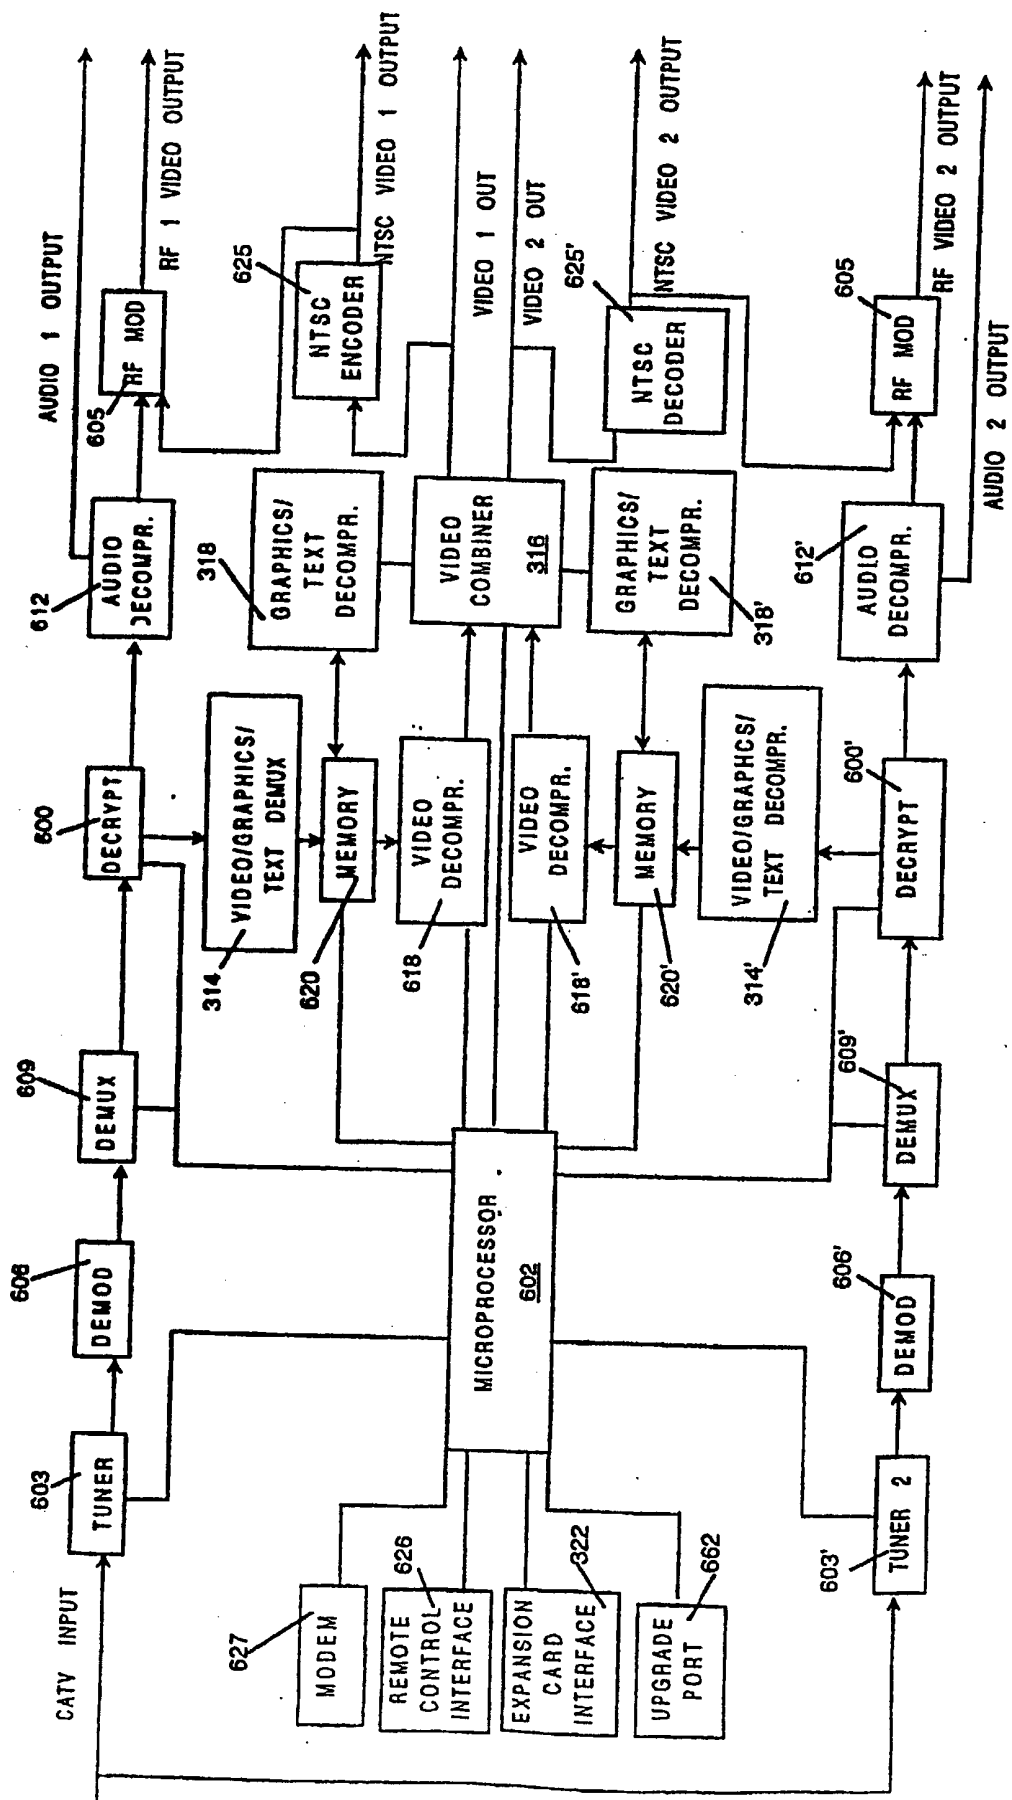 CATV INPUT
603
TUNER
606
DEMOD
609
DEMUX
600
DECRYPT
612
AUDIO
DECOMPR.
605
RF MOD
AUDIO 1 OUTPUT
RF 1 VIDEO OUTPUT
314
VIDEO/GRAPHICS/
TEXT DEMUX
318
GRAPHICS/
TEXT
DECOMPR.
625
NTSC
ENCODER
NTSC VIDEO 1 OUTPUT
620
MEMORY
618
VIDEO
DECOMPR.
VIDEO
COMBINER
316
VIDEO 1 OUT
VIDEO 2 OUT
627
MODEM
626
REMOTE
CONTROL
INTERFACE
322
EXPANSION
CARD
INTERFACE
662
UPGRADE
PORT
MICROPROCESSOR
602
618'
VIDEO
DECOMPR.
620'
MEMORY
318'
GRAPHICS/
TEXT
DECOMPR.
625'
NTSC
DECODER
NTSC VIDEO 2 OUTPUT
314'
VIDEO/GRAPHCS/
TEXT DECOMPR.
603'
TUNER 2
606'
DEMOD
609'
DEMUX
600'
DECRYPT
612'
AUDIO
DECOMPR.
605
RF MOD
RF VIDEO 2 OUTPUT
AUDIO 2 OUTPUT